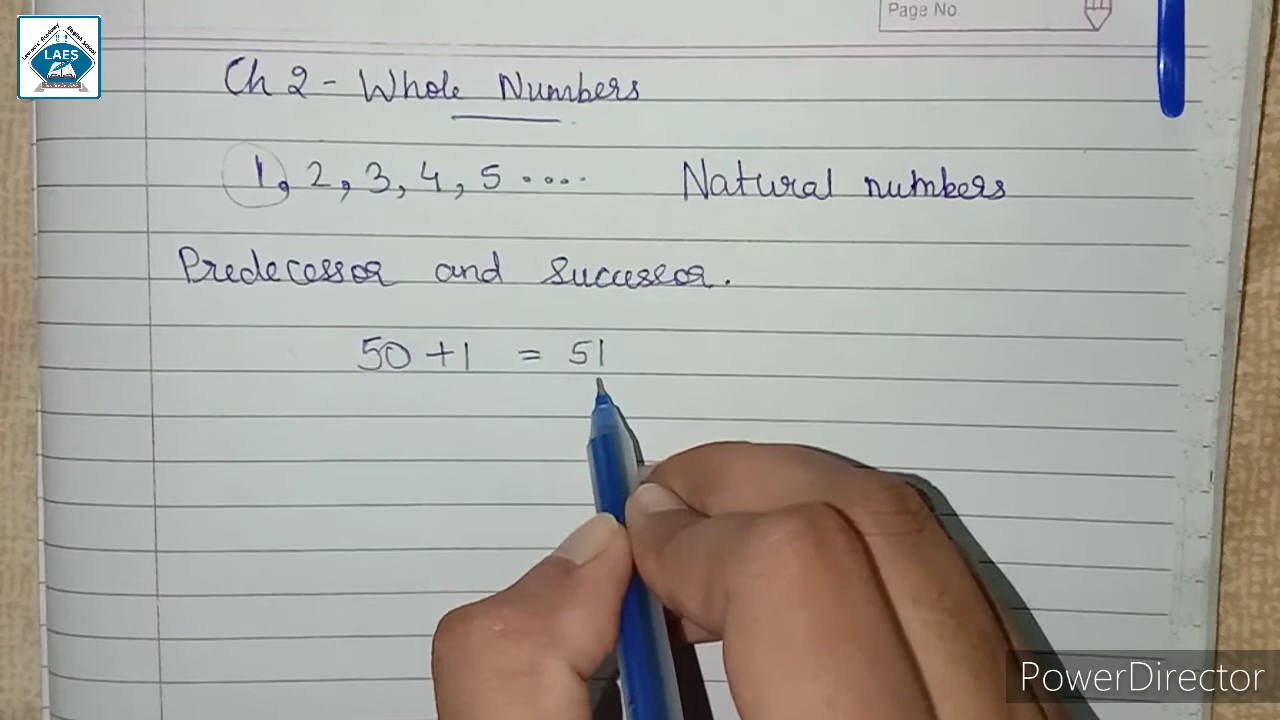 Page No
LAES
Ch 2 - Whole Numbers
1, 2, 3, 4, 5 .... Natural numbers
Predecessor and successor.
50 + 1 = 51
PowerDirector